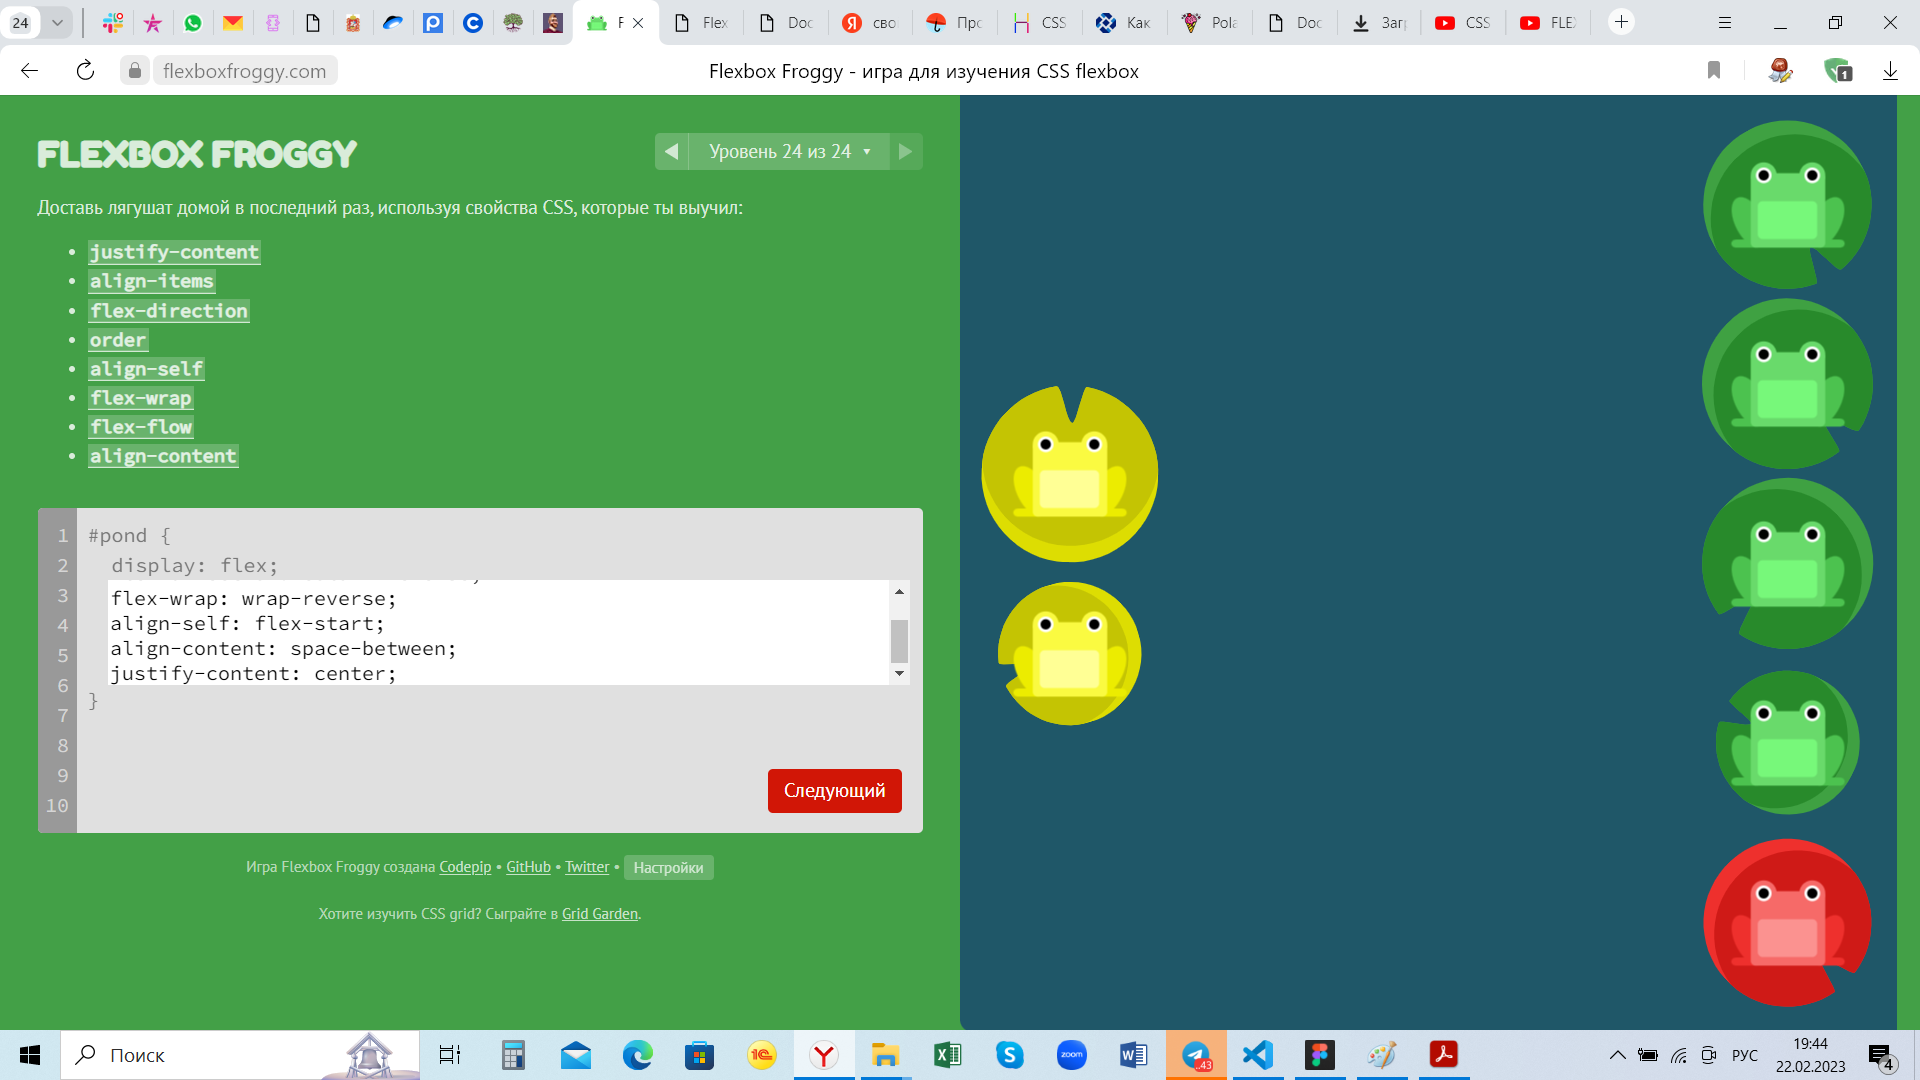 24
F
Flex
Doc
сво
Про
CSS
Как
Pola
Doc
Загр
CSS
FLEX
flexboxfroggy.com
Flexbox Froggy - игра для изучения CSS flexbox
1
FLEXBOX FROGGY
Уровень 24 из 24
Доставь лягушат домой в последний раз, используя свойства CSS, которые ты выучил:
justify-content
align-items
flex-direction
order
align-self
flex-wrap
flex-flow
align-content
1 #pond {
2 display: flex;
3 flex-wrap: wrap-reverse;
4 align-self: flex-start;
5 align-content: space-between;
6 justify-content: center;
}
7
8
9
10
Следующий
Игра Flexbox Froggy создана Codepip • GitHub • Twitter • Настройки
Хотите изучить CSS grid? Сыграйте в Grid Garden.
Поиск
zoom
43
РУС
19:44
22.02.2023
4